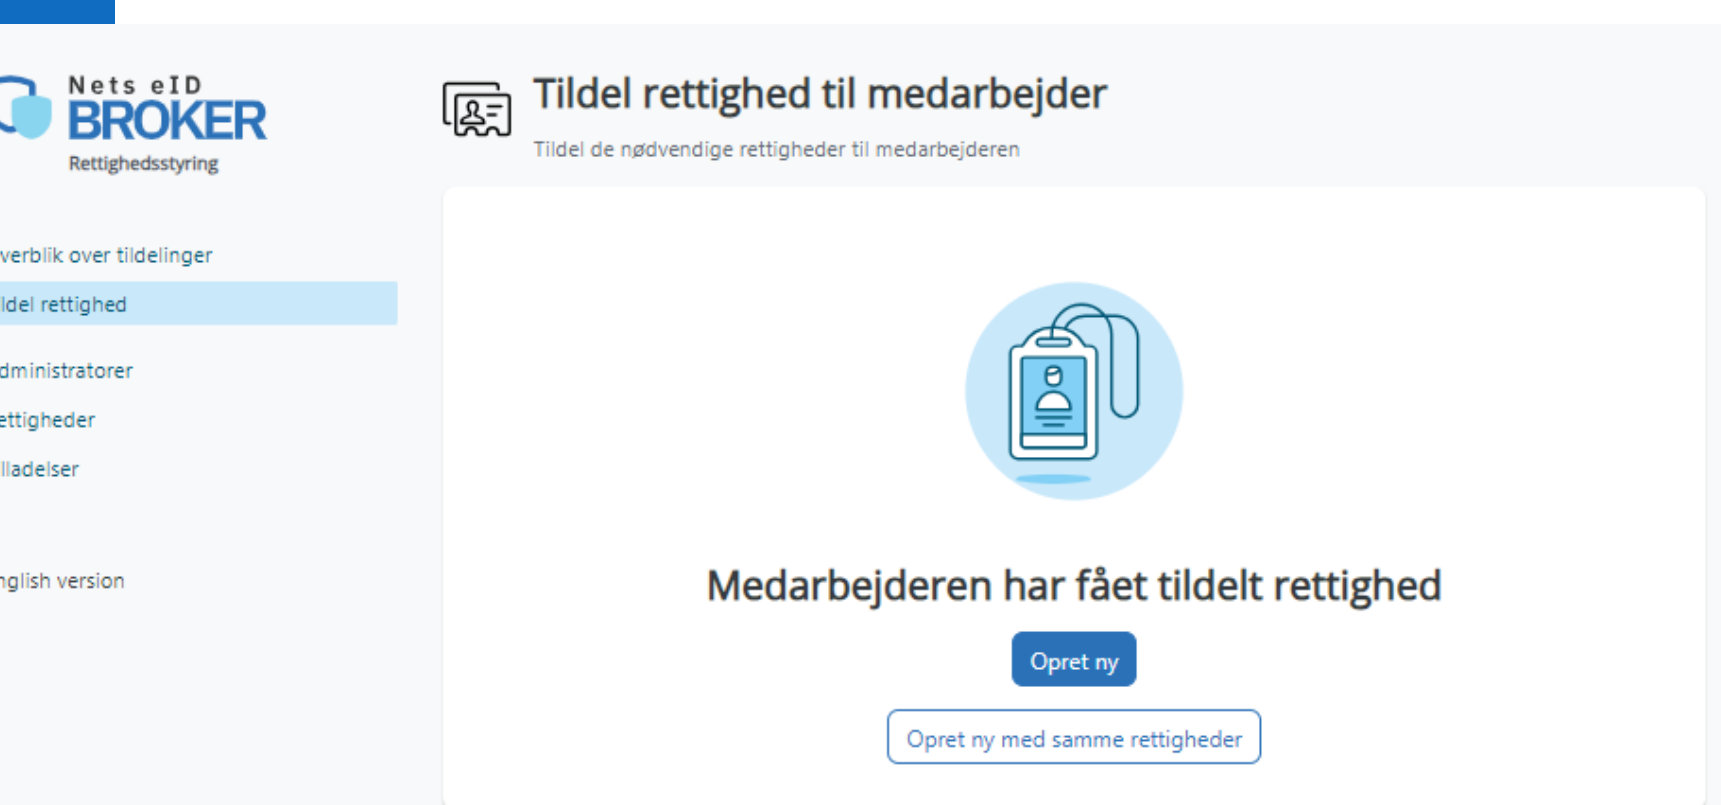 Nets eID
BROKER
Rettighedsstyring
Tildel rettighed til medarbejder
Tildel de nødvendige rettigheder til medarbejderen
verblik over tildelinger
ldel rettighed
dministratorer
ettigheder
lladelser
nglish version
Medarbejderen har fået tildelt rettighed
Opret ny
Opret ny med samme rettigheder